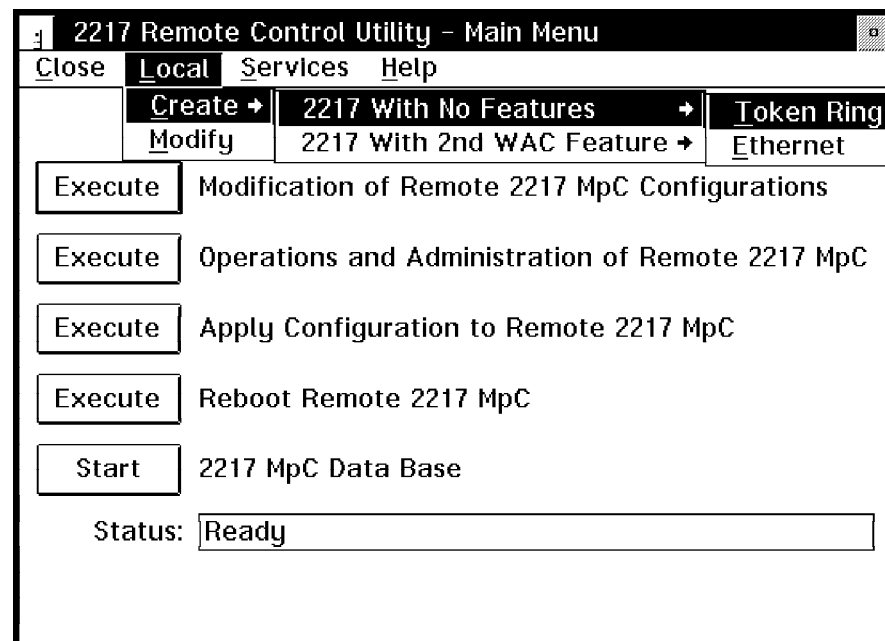 2217 Remote Control Utility – Main Menu
Close Local Services Help
Create → 2217 With No Features → Token Ring
Modify 2217 With 2nd WAC Feature → Ethernet
Execute Modification of Remote 2217 MpC Configurations
Execute Operations and Administration of Remote 2217 MpC
Execute Apply Configuration to Remote 2217 MpC
Execute Reboot Remote 2217 MpC
Start 2217 MpC Data Base
Status: Ready